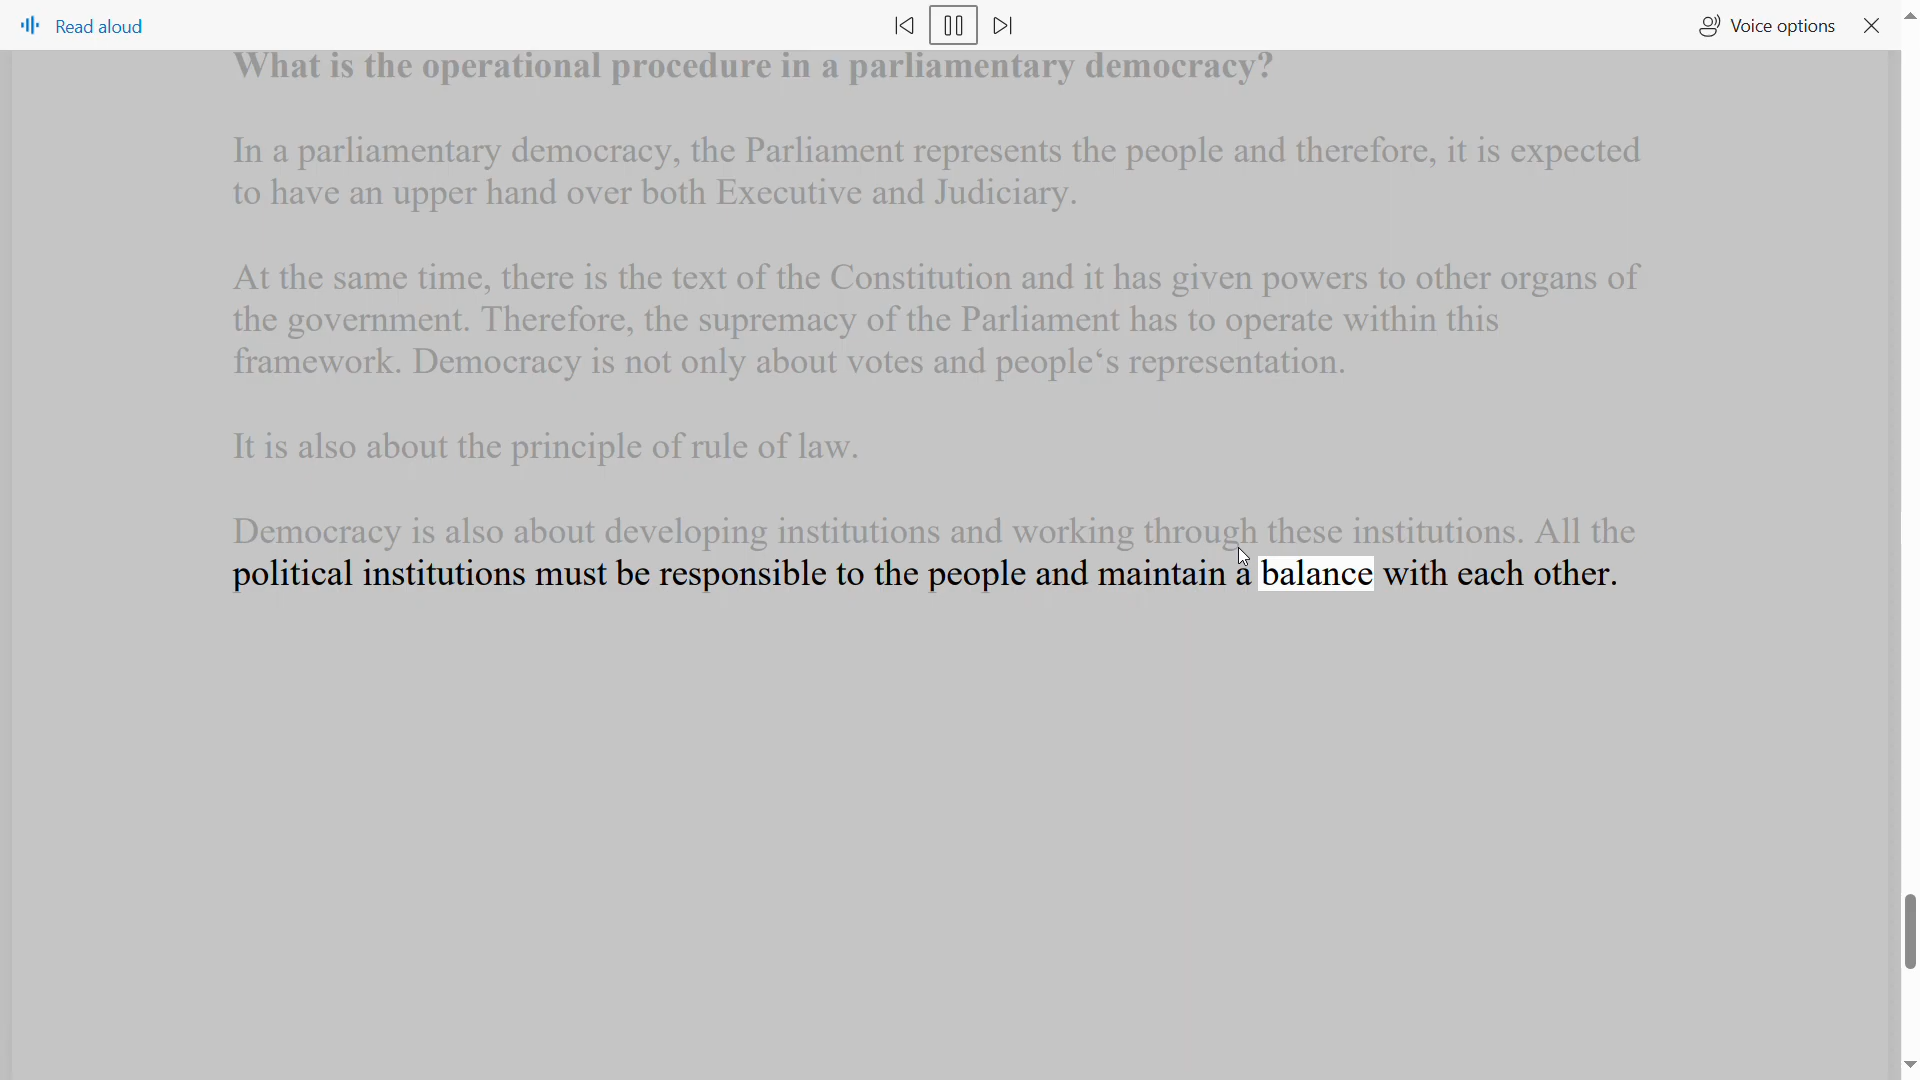 Read aloud
Voice options
What is the operational procedure in a parliamentary democracy?
In a parliamentary democracy, the Parliament represents the people and therefore, it is expected
to have an upper hand over both Executive and Judiciary.
At the same time, there is the text of the Constitution and it has given powers to other organs of
the government. Therefore, the supremacy of the Parliament has to operate within this
framework. Democracy is not only about votes and people‘s representation.
It is also about the principle of rule of law.
Democracy is also about developing institutions and working through these institutions. All the
political institutions must be responsible to the people and maintain a balance with each other.